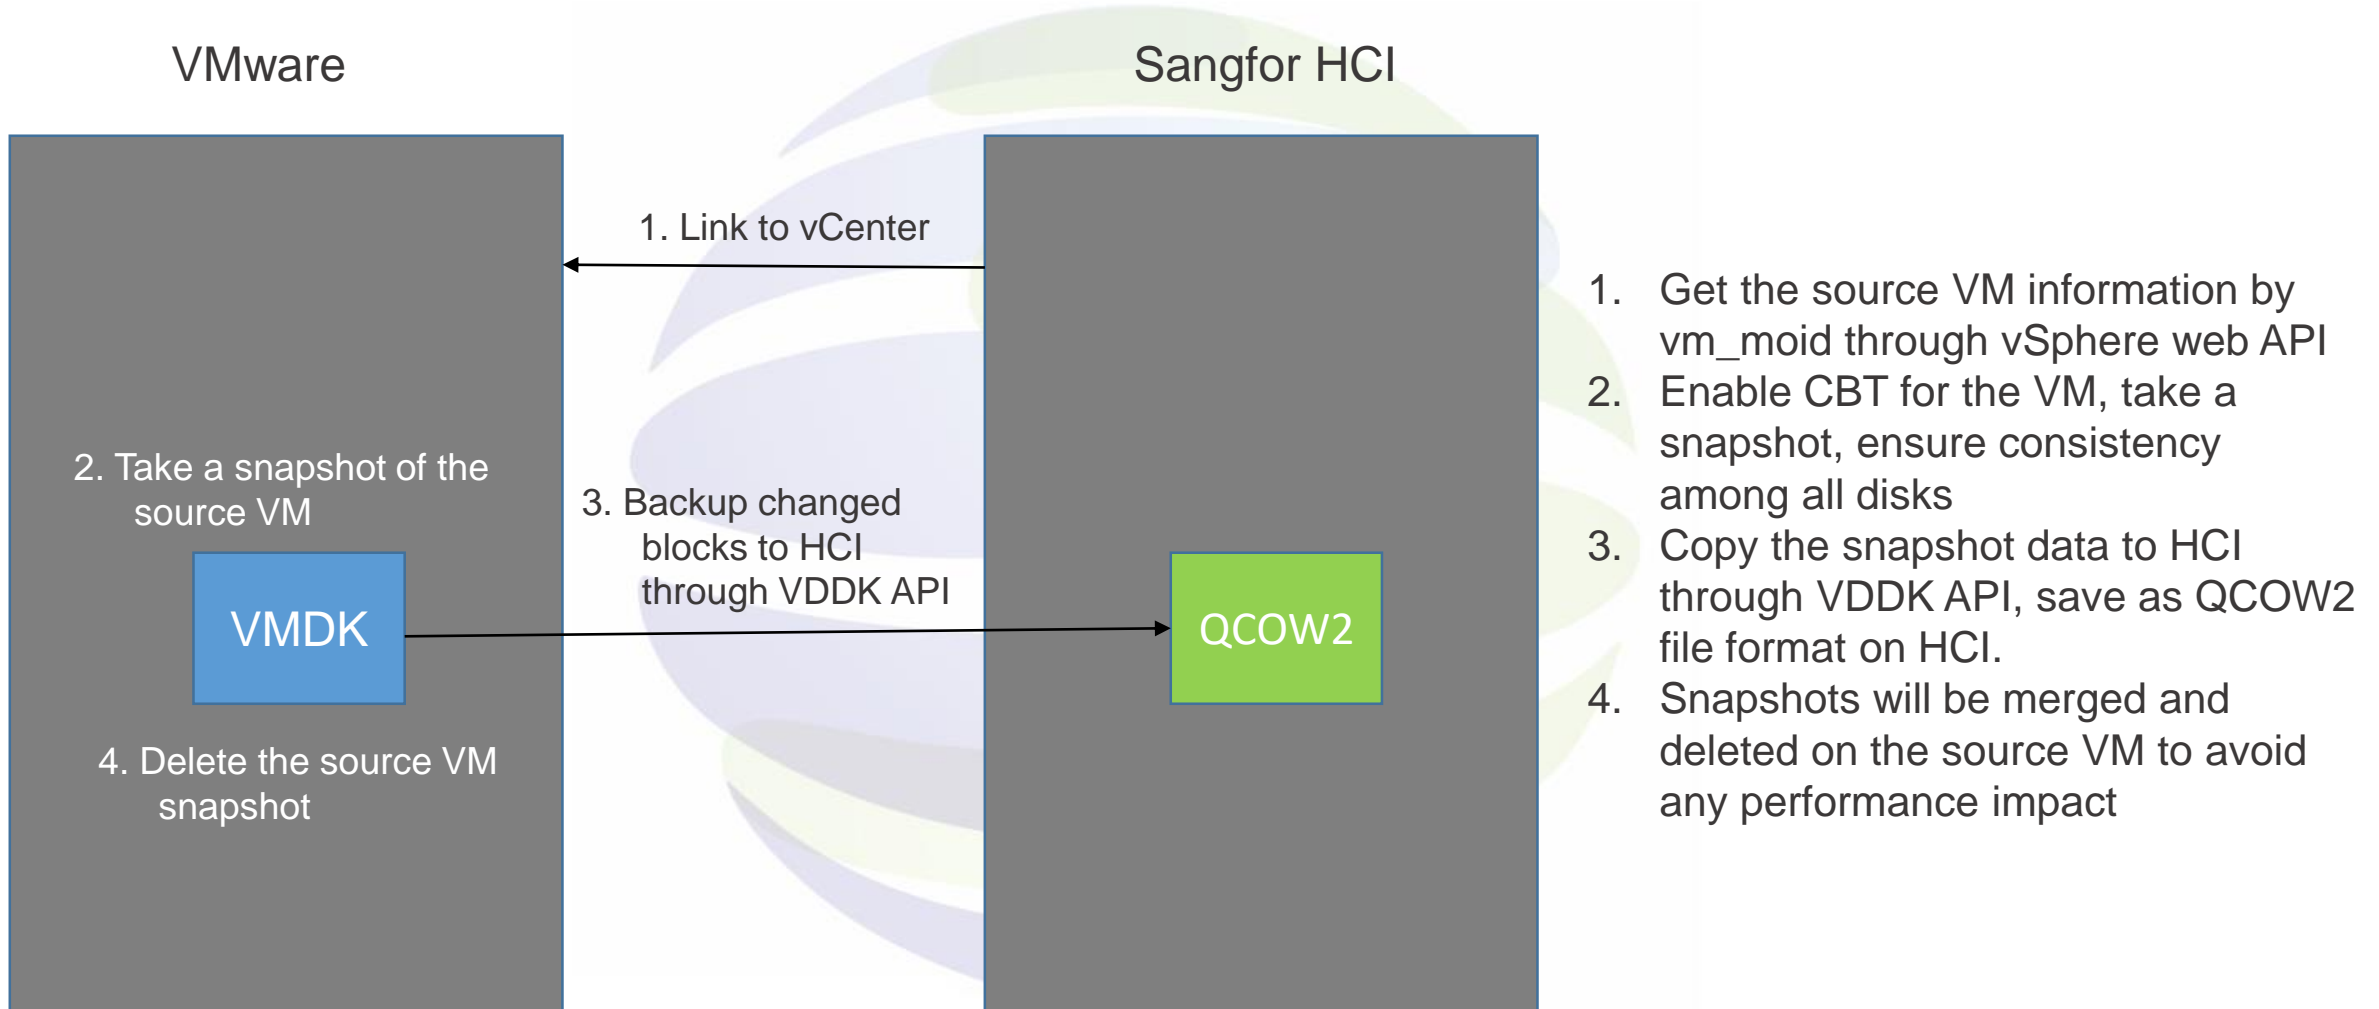 VMware
Sangfor HCI
1. Link to vCenter
2. Take a snapshot of the
source VM
3. Backup changed
blocks to HCI
through VDDK API
VMDK
QCOW2
4. Delete the source VM
snapshot
1. Get the source VM information by
vm_moid through vSphere web API
2. Enable CBT for the VM, take a
snapshot, ensure consistency
among all disks
3. Copy the snapshot data to HCI
through VDDK API, save as QCOW2
file format on HCI.
4. Snapshots will be merged and
deleted on the source VM to avoid
any performance impact